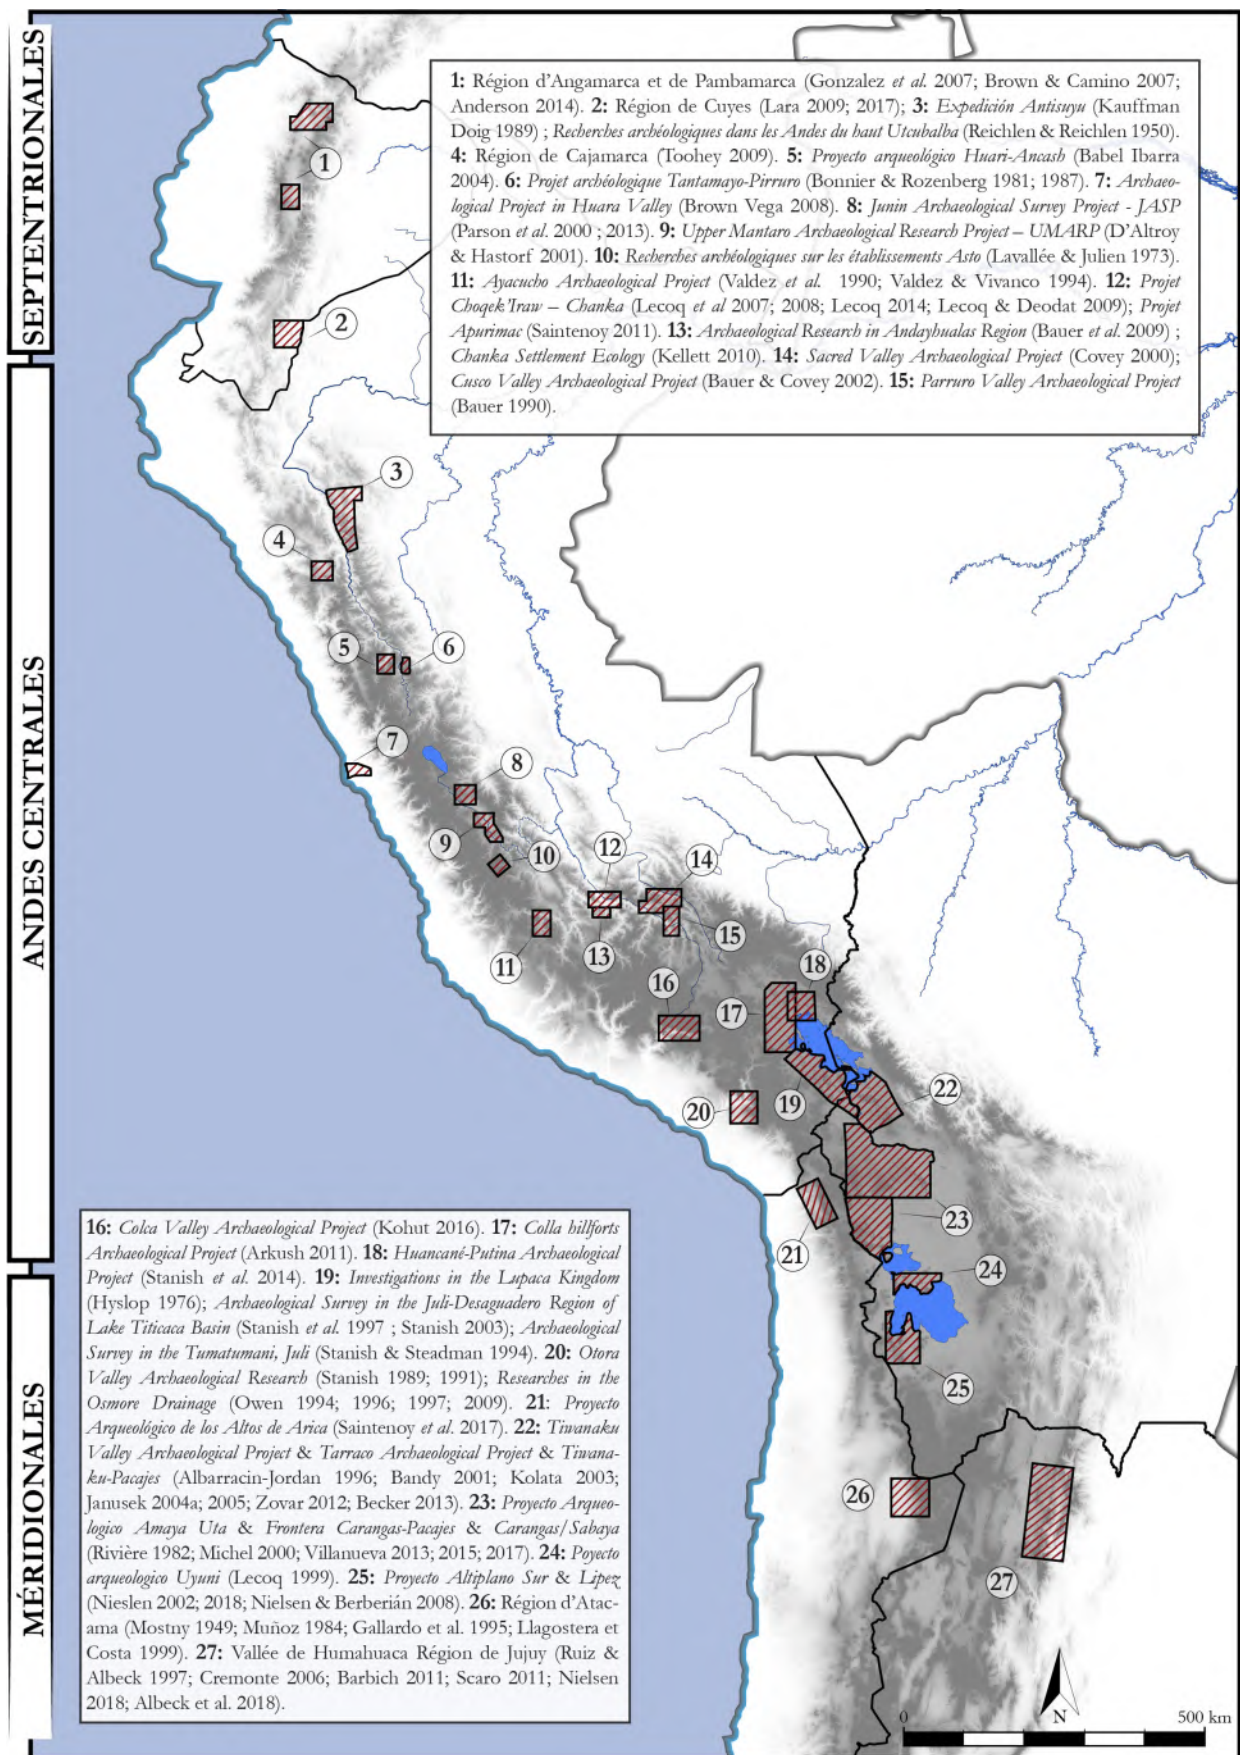 SEPTENTRIONALES
1: Région d'Angamarca et de Pambamarca (Gonzalez et al. 2007; Brown & Camino 2007;
Anderson 2014). 2: Région de Cuyes (Lara 2009; 2017); 3: Expedición Antisuyu (Kauffman
Doig 1989) ; Recherches archéologiques dans les Andes du haut Utcubalba (Reichlen & Reichlen 1950).
4: Région de Cajamarca (Toohey 2009). 5: Proyecto arqueológico Huari-Ancash (Babel Ibarra
2004). 6: Projet archéologique Tantamayo-Pirruro (Bonnier & Rozenberg 1981; 1987). 7: Archaeo-
logical Project in Huara Valley (Brown Vega 2008). 8: Junin Archaeological Survey Project - JASP
(Parson et al. 2000 ; 2013). 9: Upper Mantaro Archaeological Research Project – UMARP (D'Altroy
& Hastorf 2001). 10: Recherches archéologiques sur les établissements Asto (Lavallée & Julien 1973).
11: Ayacucho Archaeological Project (Valdez et al. 1990; Valdez & Vivanco 1994). 12: Projet
Choqek'Iraw – Chanka (Lecoq et al 2007; 2008; Lecoq 2014; Lecoq & Deodat 2009); Projet
Apurimac (Saintenoy 2011). 13: Archaeological Research in Andayhualas Region (Bauer et al. 2009) ;
Chanka Settlement Ecology (Kellett 2010). 14: Sacred Valley Archaeological Project (Covey 2000);
Cusco Valley Archaeological Project (Bauer & Covey 2002). 15: Parruro Valley Archaeological Project
(Bauer 1990).
1
2
ANDES CENTRALES
3
4
5
6
7
8
9
10
12
14
11
13
15
16
17
18
19
20
22
21
23
24
25
26
27
MÉRIDIONALES
16: Colca Valley Archaeological Project (Kohut 2016). 17: Colla hillforts
Archaeological Project (Arkush 2011). 18: Huancané-Putina Archaeological
Project (Stanish et al. 2014). 19: Investigations in the Lupaca Kingdom
(Hyslop 1976); Archaeological Survey in the Juli-Desaguadero Region of
Lake Titicaca Basin (Stanish et al. 1997 ; Stanish 2003); Archaeological
Survey in the Tumatumani, Juli (Stanish & Steadman 1994). 20: Otora
Valley Archaeological Research (Stanish 1989; 1991); Researches in the
Osmore Drainage (Owen 1994; 1996; 1997; 2009). 21: Proyecto
Arqueológico de los Altos de Arica (Saintenoy et al. 2017). 22: Tiwanaku
Valley Archaeological Project & Tarraco Archaeological Project & Tiwana-
ku-Pacajes (Albarracin-Jordan 1996; Bandy 2001; Kolata 2003;
Janusek 2004a; 2005; Zovar 2012; Becker 2013). 23: Proyecto Arqueo-
logico Amaya Uta & Frontera Carangas-Pacajes & Carangas/Sabaya
(Rivière 1982; Michel 2000; Villanueva 2013; 2015; 2017). 24: Poyecto
arqueologico Uyuni (Lecoq 1999). 25: Proyecto Altiplano Sur & Lipez
(Nieslen 2002; 2018; Nielsen & Berberián 2008). 26: Région d'Atac-
ama (Mostny 1949; Muñoz 1984; Gallardo et al. 1995; Llagostera et
Costa 1999). 27: Vallée de Humahuaca Région de Jujuy (Ruiz &
Albeck 1997; Cremonte 2006; Barbich 2011; Scaro 2011; Nielsen
2018; Albeck et al. 2018).
N
0
500 km